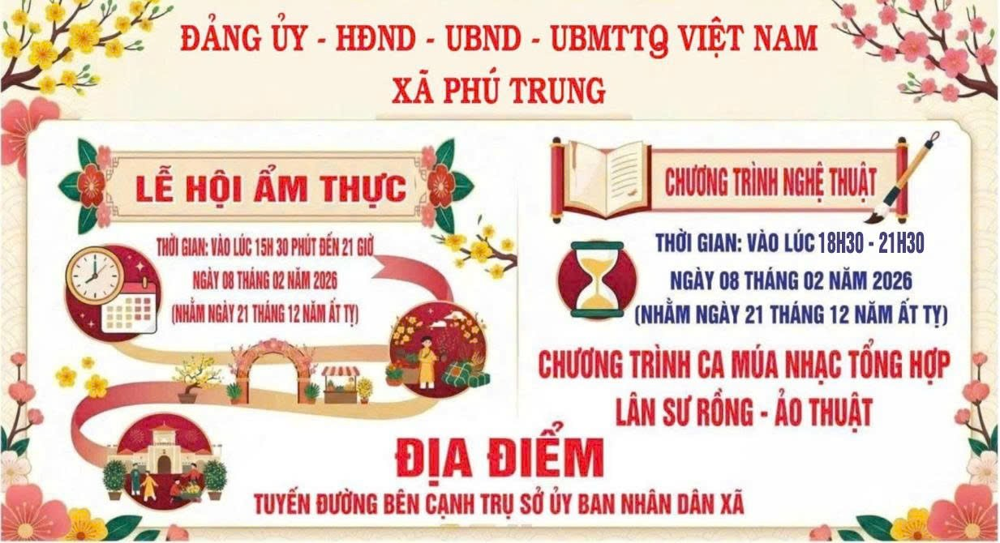 ĐẢNG ỦY - HĐND - UBND - UBMTTQ VIỆT NAM
XÃ PHÚ TRUNG
LỄ HỘI ẨM THỰC
THỜI GIAN: VÀO LÚC 15H 30 PHÚT ĐẾN 21 GIỜ
NGÀY 08 THÁNG 02 NĂM 2026
(NHẰM NGÀY 21 THÁNG 12 NĂM ẤT TỴ)
CHƯƠNG TRÌNH NGHỆ THUẬT
THỜI GIAN: VÀO LÚC 18H30 - 21H30
NGÀY 08 THÁNG 02 NĂM 2026
(NHẰM NGÀY 21 THÁNG 12 NĂM ẤT TỴ)
CHƯƠNG TRÌNH CA MÚA NHẠC TỔNG HỢP
LÂN SƯ RỒNG - ẢO THUẬT
ĐỊA ĐIỂM
TUYẾN ĐƯỜNG BÊN CẠNH TRỤ SỞ ỦY BAN NHÂN DÂN XÃ